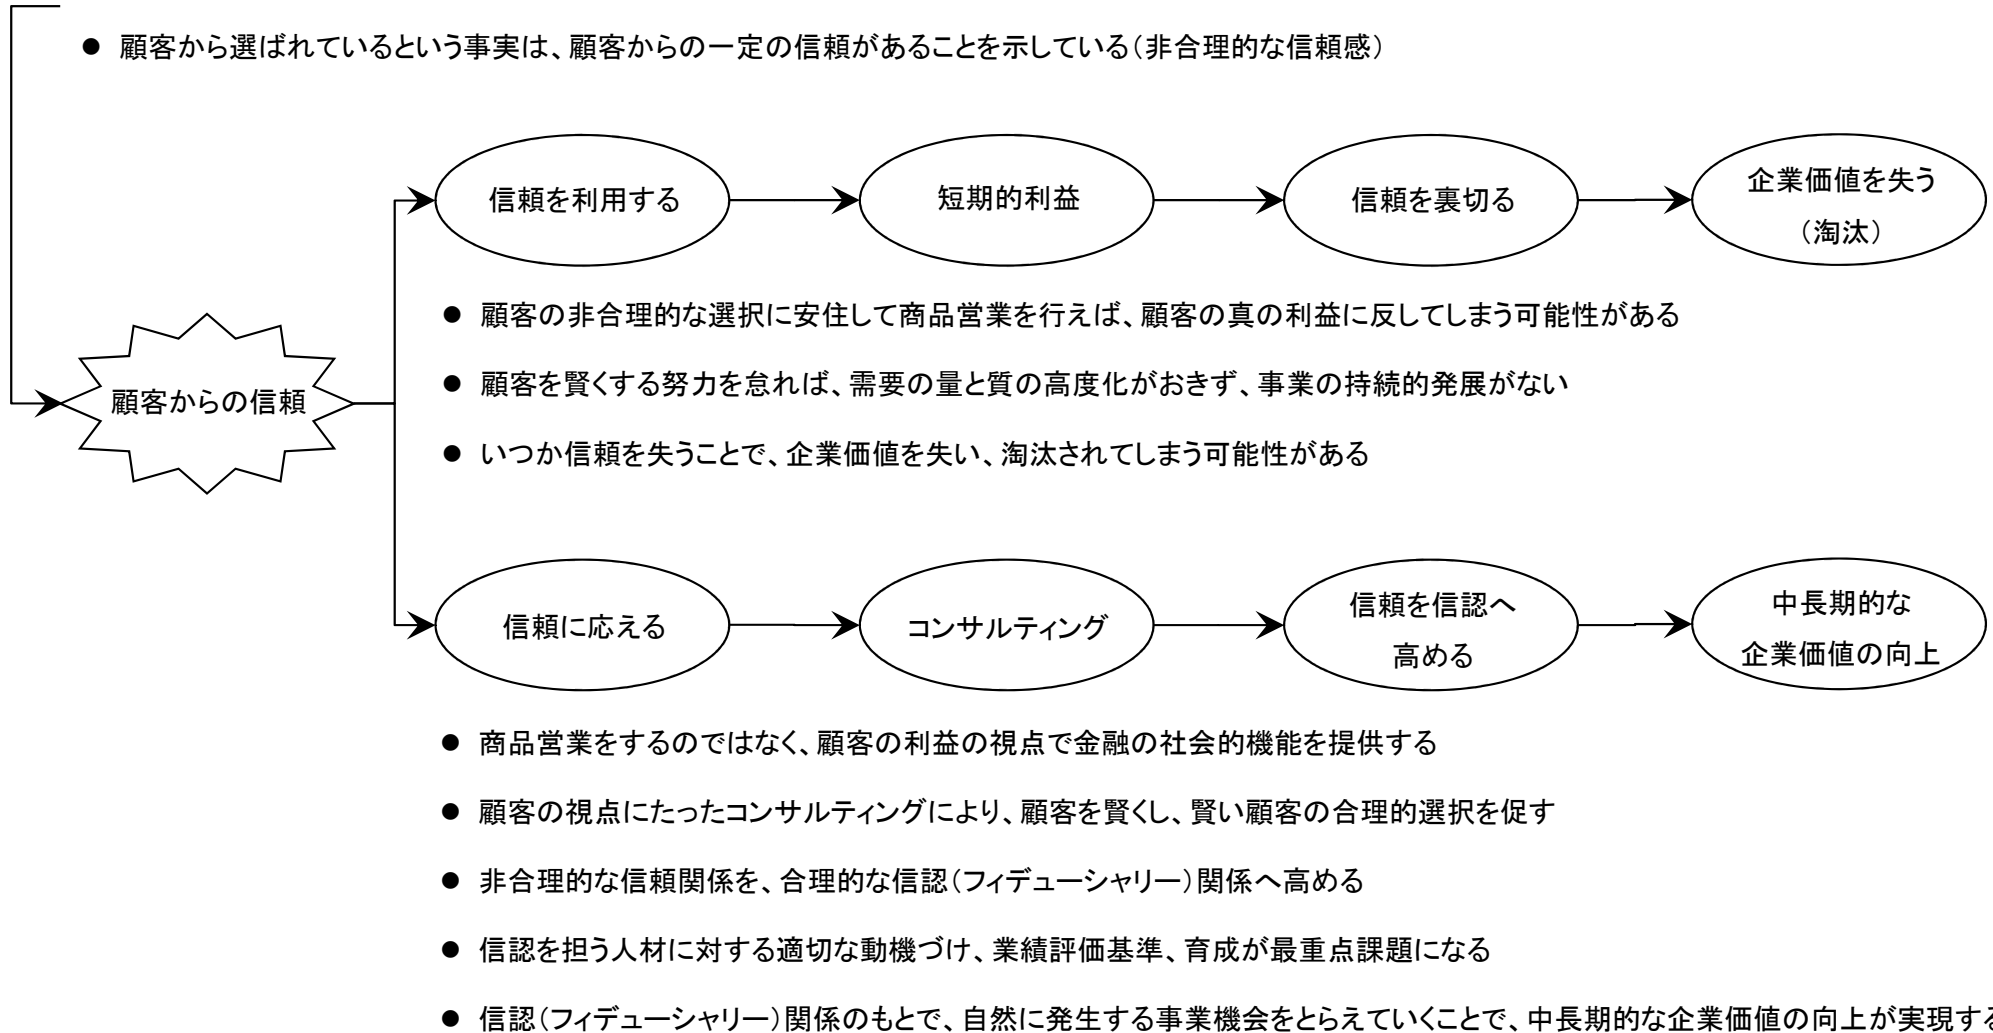 ● 顧客から選ばれているという事実は、顧客からの一定の信頼があることを示している（非合理的な信頼感）
信頼を利用する
短期的利益
信頼を裏切る
企業価値を失う
（淘汰）
● 顧客の非合理的な選択に安住して商品営業を行えば、顧客の真の利益に反してしまう可能性がある
● 顧客を賢くする努力を怠れば、需要の量と質の高度化がおきず、事業の持続的発展がない
顧客からの信頼
● いつか信頼を失うことで、企業価値を失い、淘汰されてしまう可能性がある
信頼に応える
コンサルティング
信頼を信認へ
高める
中長期的な
企業価値の向上
● 商品営業をするのではなく、顧客の利益の視点で金融の社会的機能を提供する
● 顧客の視点にたったコンサルティングにより、顧客を賢くし、賢い顧客の合理的選択を促す
● 非合理的な信頼関係を、合理的な信認（フィデューシャリー）関係へ高める
● 信認を担う人材に対する適切な動機づけ、業績評価基準、育成が最重点課題になる
● 信認（フィデューシャリー）関係のもとで、自然に発生する事業機会をとらえていくことで、中長期的な企業価値の向上が実現する